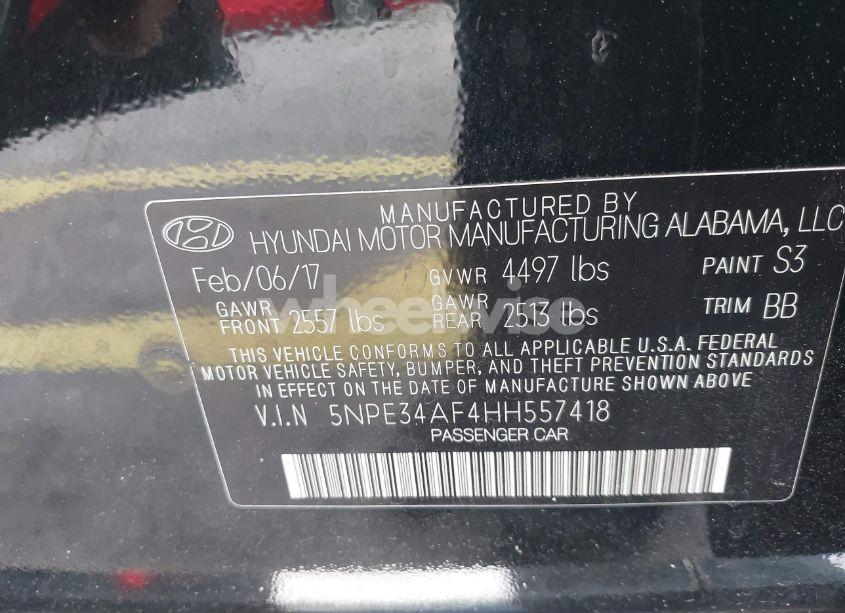 MANUFACTURED BY
HYUNDAI MOTOR MANUFACTURING ALABAMA, LLC
Feb/06/17 GVWR 4497 lbs PAINT S3
GAWR FRONT 2557 lbs GAWR REAR 2513 lbs TRIM BB
THIS VEHICLE CONFORMS TO ALL APPLICABLE U.S.A. FEDERAL
MOTOR VEHICLE SAFETY, BUMPER, AND THEFT PREVENTION STANDARDS
IN EFFECT ON THE DATE OF MANUFACTURE SHOWN ABOVE
V.I.N 5NPE34AF4HH557418
PASSENGER CAR